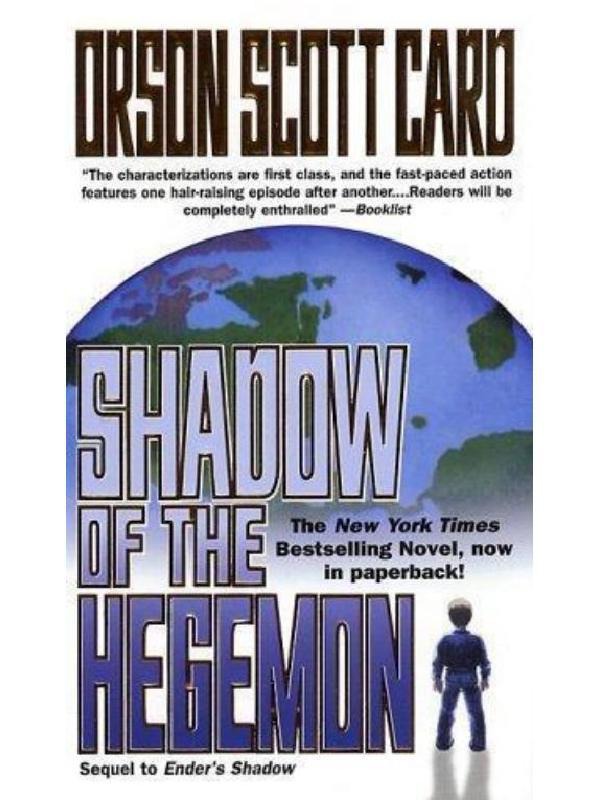 ORSON SCOTT CARD
"The characterizations are first class, and the fast-paced action
features one hair-raising episode after another....Readers will be
completely enthralled" —Booklist
SHADOW
OF THE
HEGEMON
The New York Times
Bestselling Novel, now
in paperback!
Sequel to Ender's Shadow